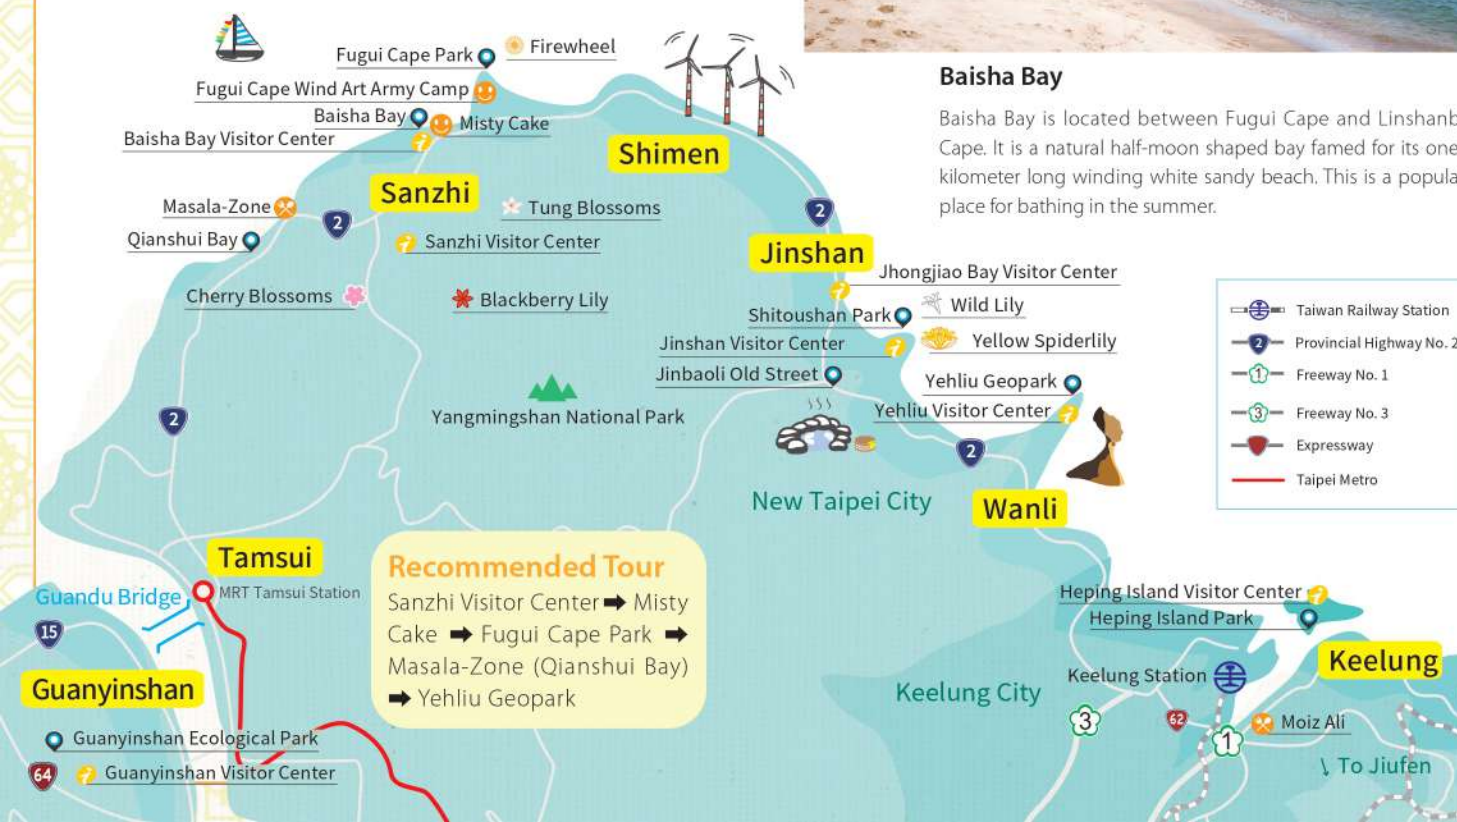 Fugui Cape Park
Firewheel
Fugui Cape Wind Art Army Camp
Baisha Bay
Misty Cake
Baisha Bay Visitor Center
Shimen
Sanzhi
Masala-Zone
2
Tung Blossoms
2
Qianshui Bay
Sanzhi Visitor Center
Cherry Blossoms
Blackberry Lily
Jinshan
Jhongjiao Bay Visitor Center
Shitoushan Park
Wild Lily
Jinshan Visitor Center
Yellow Spiderlily
Jinbaoli Old Street
Yehliu Geopark
Yehliu Visitor Center
Yangmingshan National Park
2
2
New Taipei City
Wanli
Baisha Bay
Baisha Bay is located between Fugui Cape and Linshanb
Cape. It is a natural half-moon shaped bay famed for its one
kilometer long winding white sandy beach. This is a popula
place for bathing in the summer.
Taiwan Railway Station
2 Provincial Highway No. 2
1 Freeway No. 1
3 Freeway No. 3
Expressway
Taipei Metro
Tamsui
MRT Tamsui Station
Guandu Bridge
15
Guanyinshan
Guanyinshan Ecological Park
64
Guanyinshan Visitor Center
Recommended Tour
Sanzhi Visitor Center ➡ Misty
Cake ➡ Fugui Cape Park ➡
Masala-Zone (Qianshui Bay)
➡ Yehliu Geopark
Heping Island Visitor Center
Heping Island Park
Keelung
Keelung Station
Keelung City
3
62
1
Moiz Ali
To Jiufen